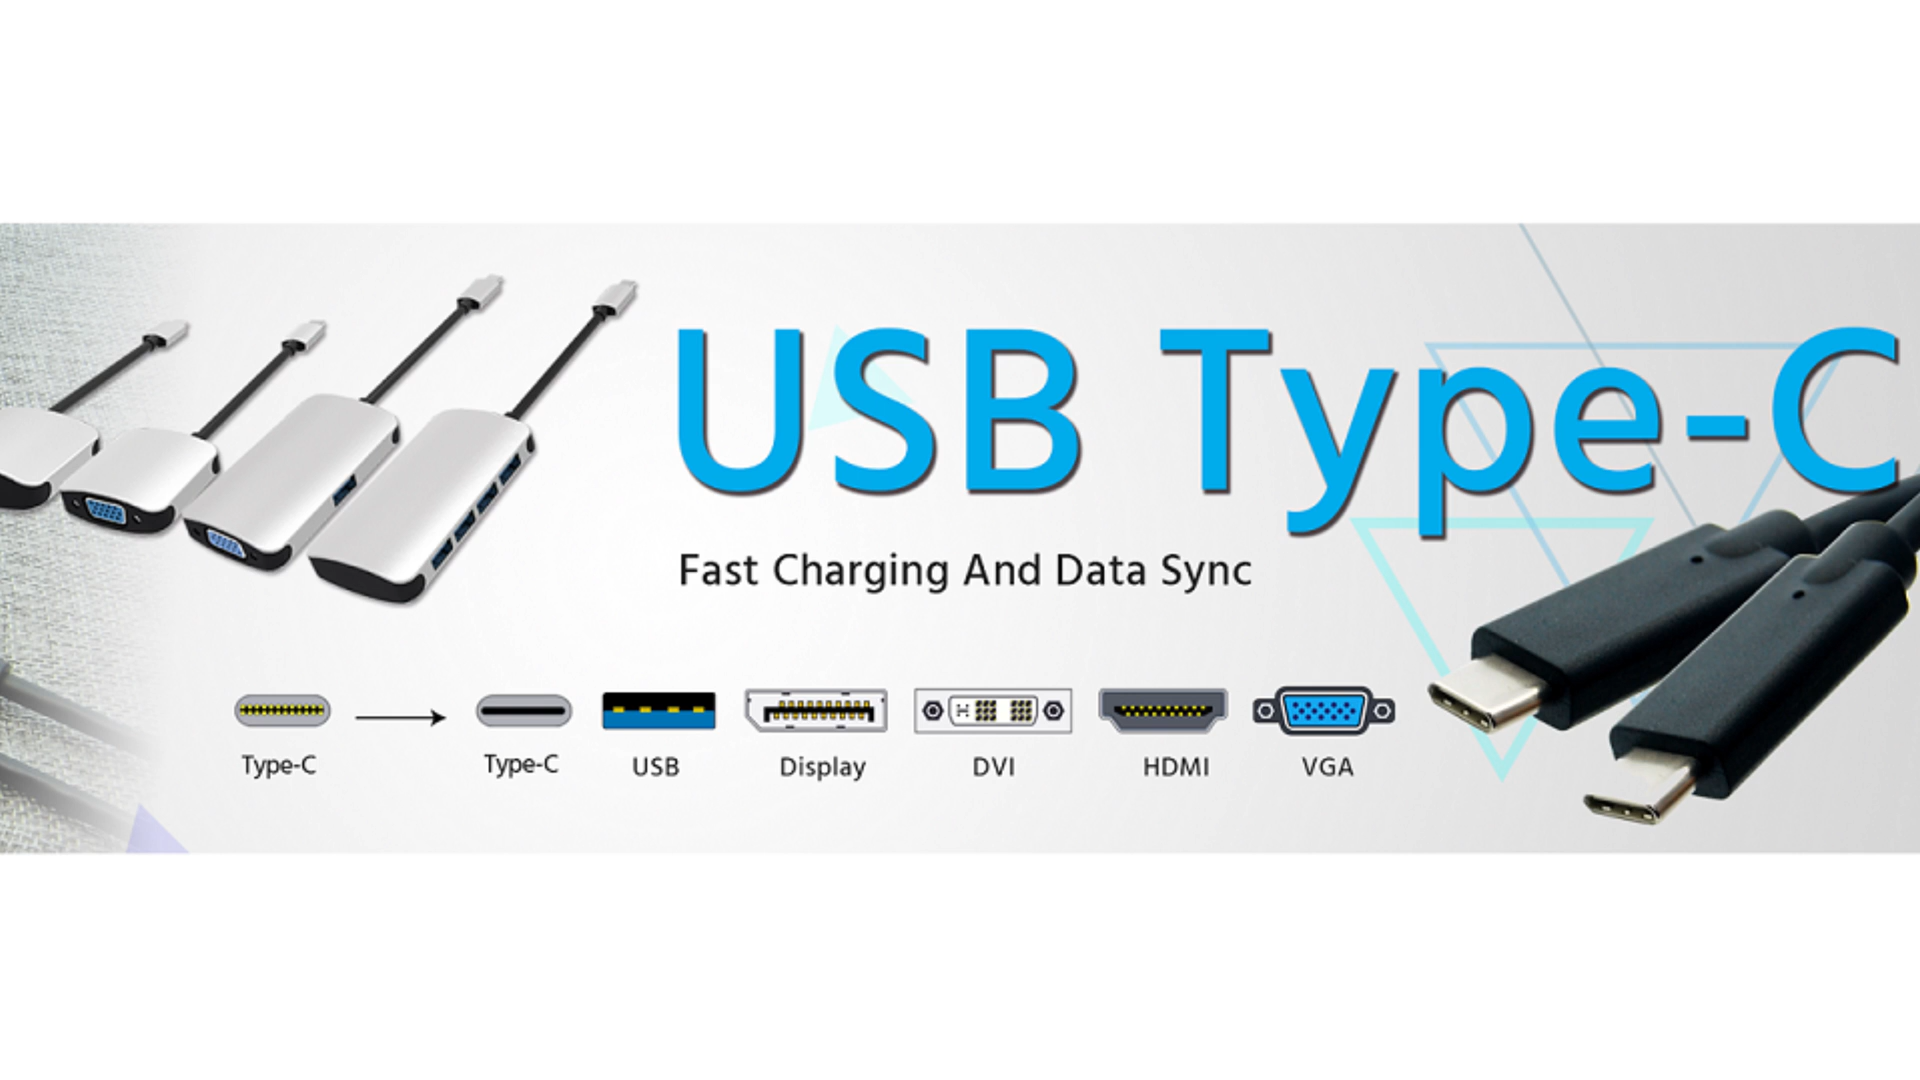 USB Type-C
Fast Charging And Data Sync
Type-C
Type-C
USB
Display
DVI
HDMI
VGA